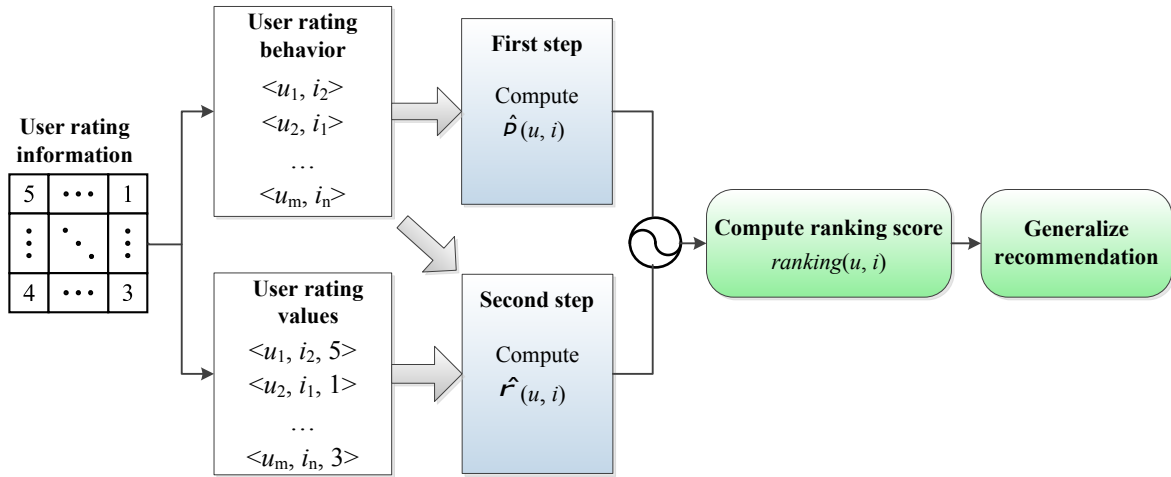 User rating
information
5 ⋯ 1
⋮ ⋱ ⋮
4 ⋯ 3
User rating
behavior
<u₁, i₂>
<u₂, i₁>
…
<uₘ, iₙ>
User rating
values
<u₁, i₂, 5>
<u₂, i₁, 1>
…
<uₘ, iₙ, 3>
First step
Compute
p̂ (u, i)
Second step
Compute
r̂ (u, i)
Compute ranking score
ranking(u, i)
Generalize
recommendation